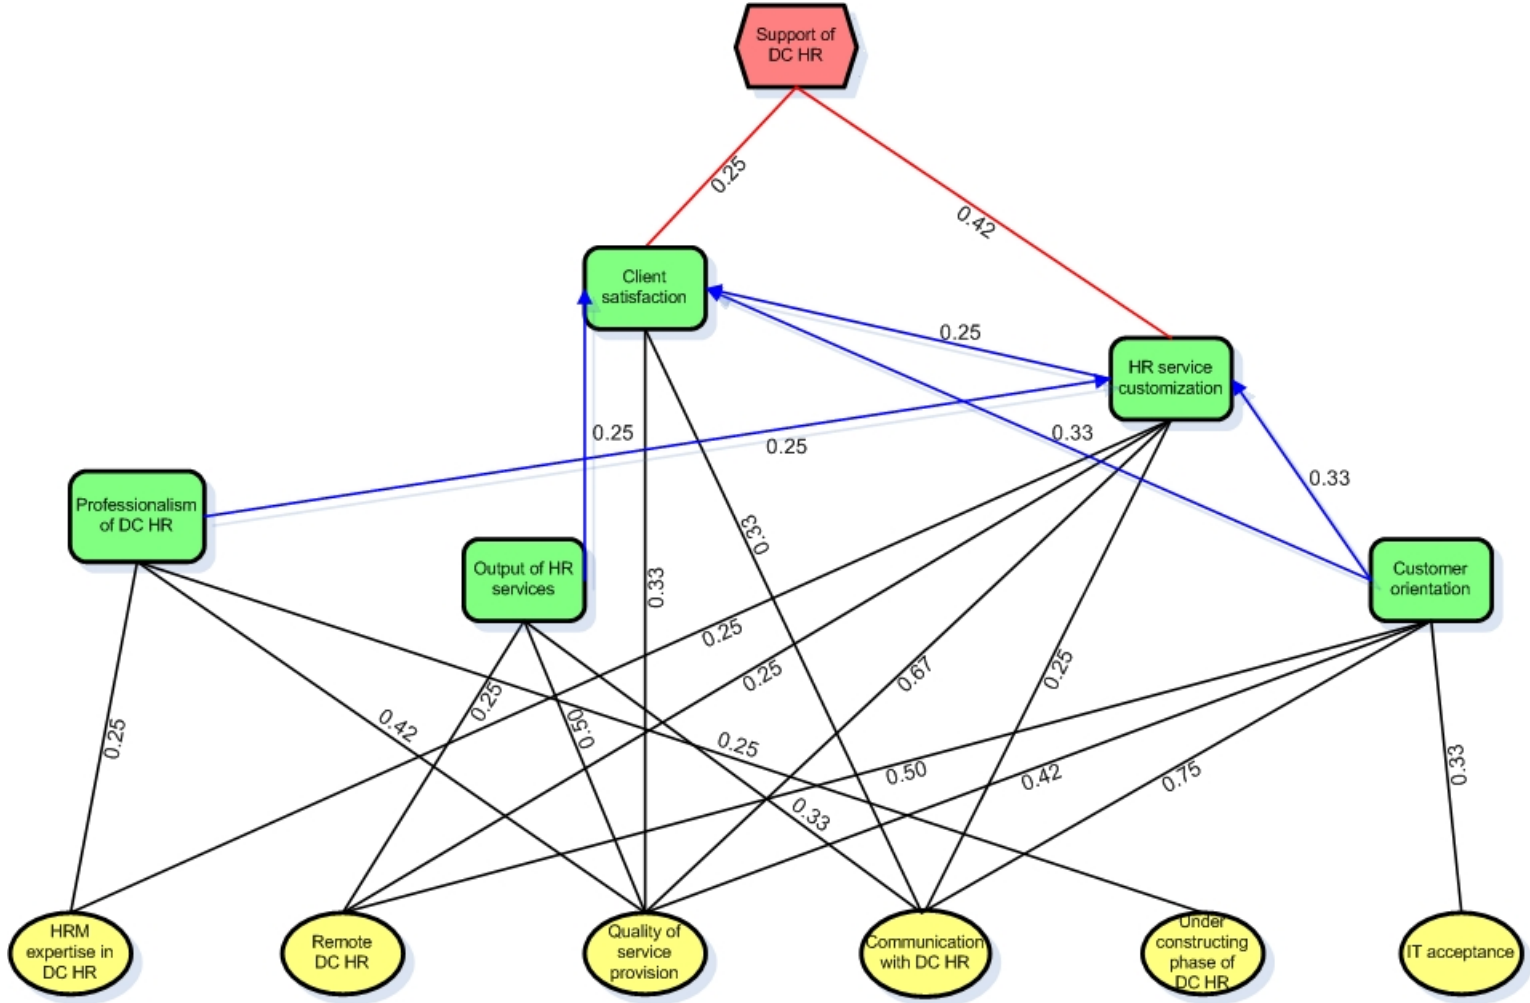 Support of
DC HR
0.25
0.42
Client
satisfaction
0.25
HR service
customization
0.25
0.25
0.33
0.33
Professionalism
of DC HR
Output of HR
services
Customer
orientation
0.33
0.33
0.25
0.25
0.67
0.25
0.25
0.42
0.25
0.50
0.25
0.33
0.50
0.42
0.75
0.33
HRM
expertise in
DC HR
Remote
DC HR
Quality of
service
provision
Communication
with DC HR
Under
constructing
phase of
DC HR
IT acceptance